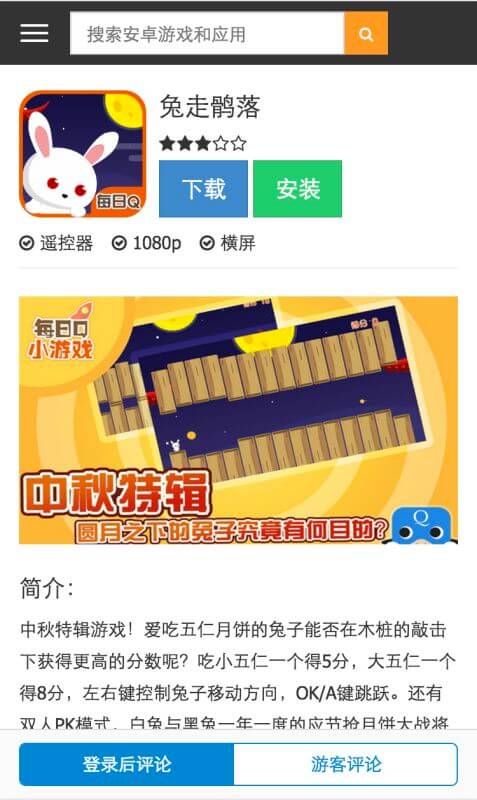 搜索安卓游戏和应用
兔走鹘落
每日Q
下载
安装
遥控器
1080p
横屏
每日Q
小游戏
中秋特辑
圆月之下的兔子究竟有何目的?
Q
简介:
中秋特辑游戏！爱吃五仁月饼的兔子能否在木桩的敲击
下获得更高的分数呢？吃小五仁一个得5分，大五仁一个
得8分，左右键控制兔子移动方向，OK/A键跳跃。还有
双人PK模式，白兔与黑兔一年一度的应节抢月饼大战将
登录后评论
游客评论